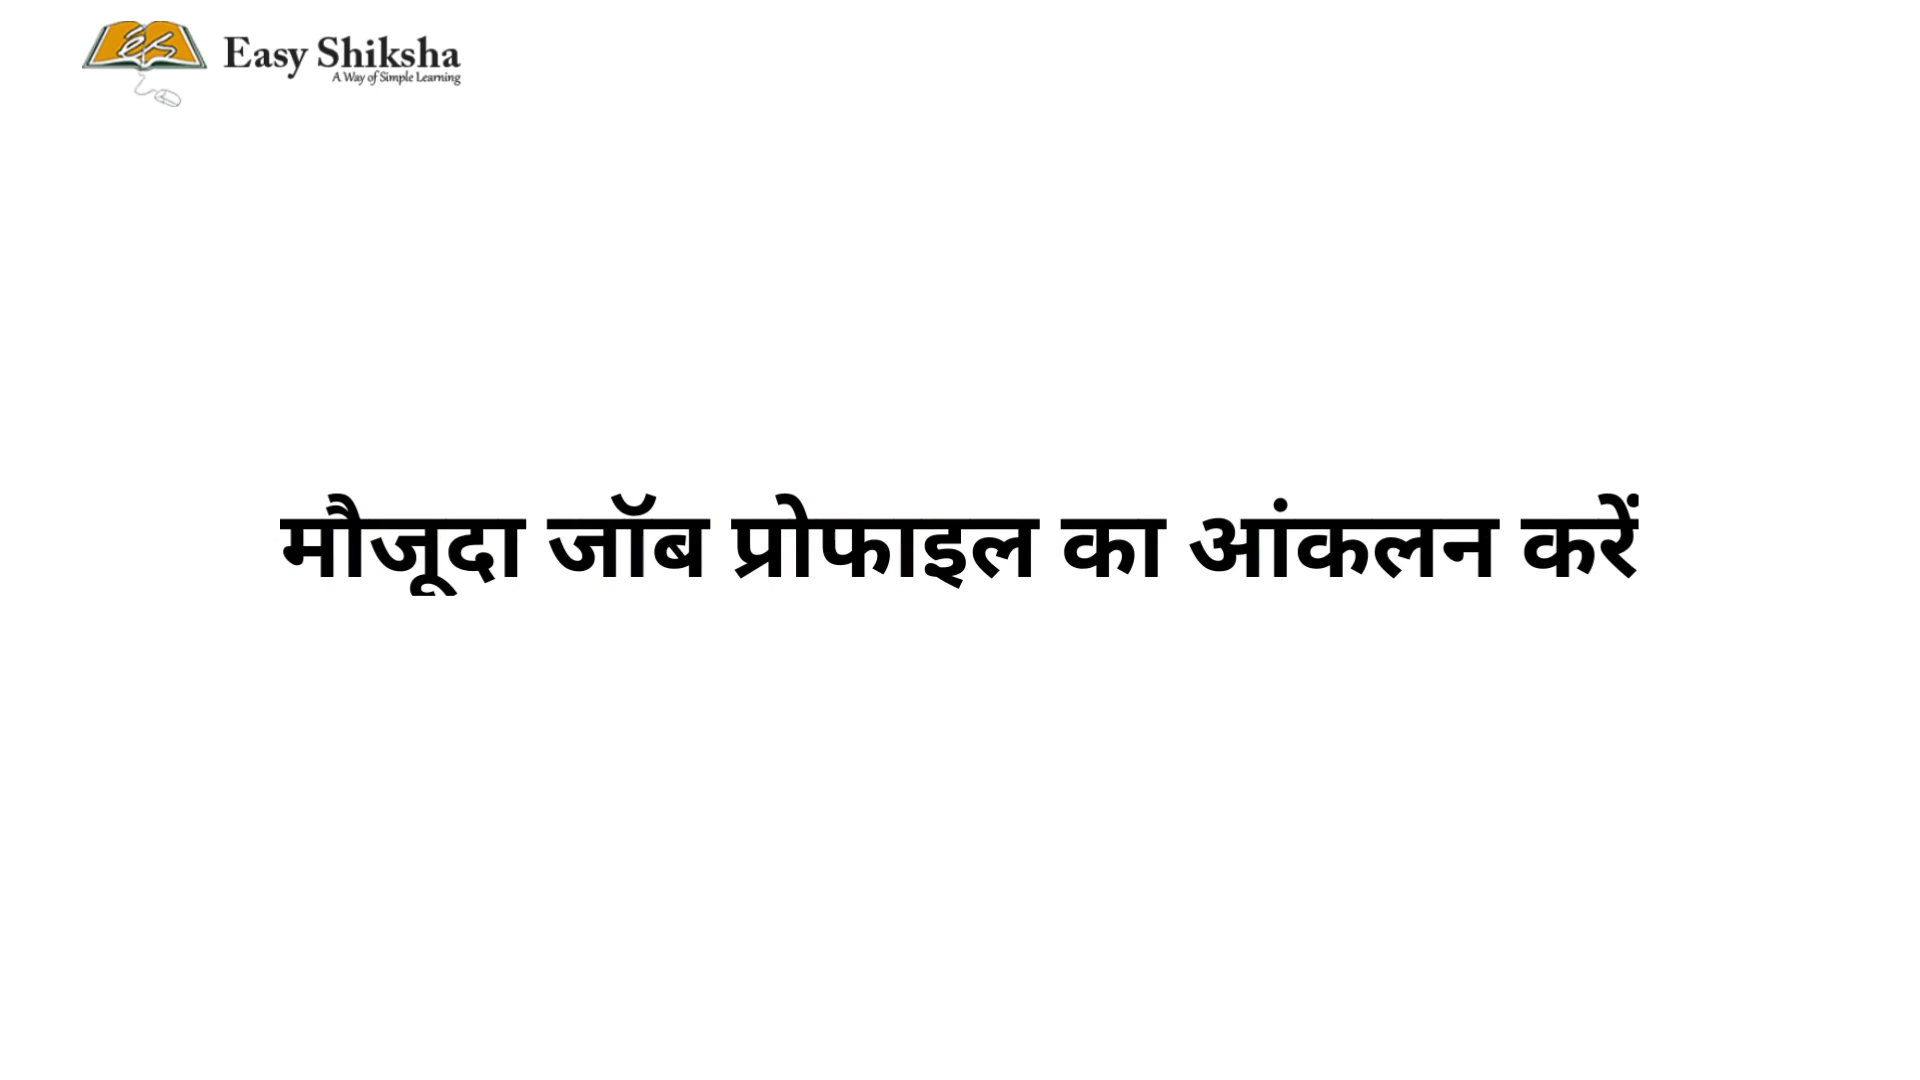 Easy Shiksha
A Way of Simple Learning
मौजूदा जॉब प्रोफाइल का आंकलन करें